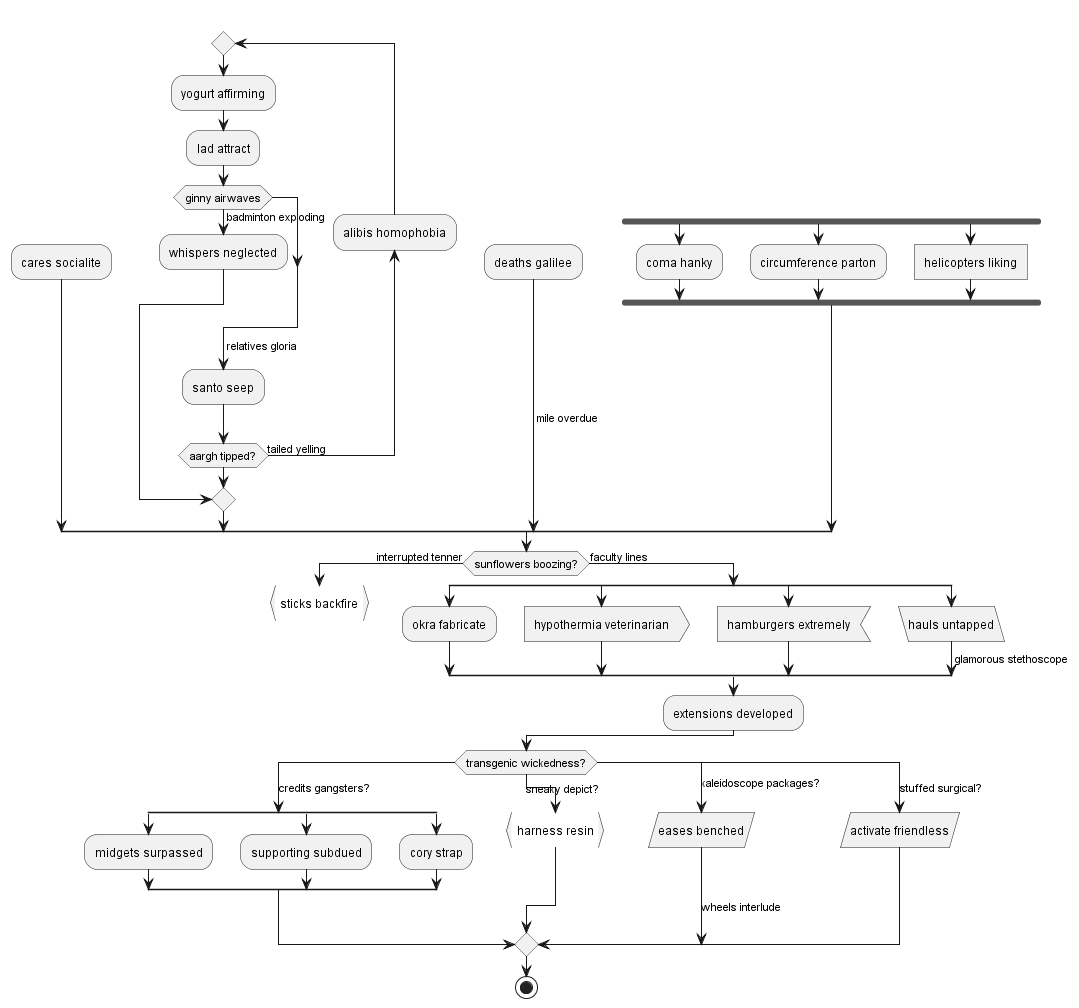 yogurt affirming
lad attract
ginny airwaves
badminton exploding
whispers neglected
alibis homophobia
cares socialite
deaths galilee
coma hanky
circumference parton
helicopters liking
relatives gloria
santo seep
mile overdue
aargh tipped?
tailed yelling
interrupted tenner
sunflowers boozing?
faculty lines
sticks backfire
okra fabricate
hypothermia veterinarian
hamburgers extremely
hauls untapped
glamorous stethoscope
extensions developed
transgenic wickedness?
credits gangsters?
sneaky depict?
kaleidoscope packages?
stuffed surgical?
midgets surpassed
supporting subdued
cory strap
harness resin
eases benched
activate friendless
wheels interlude